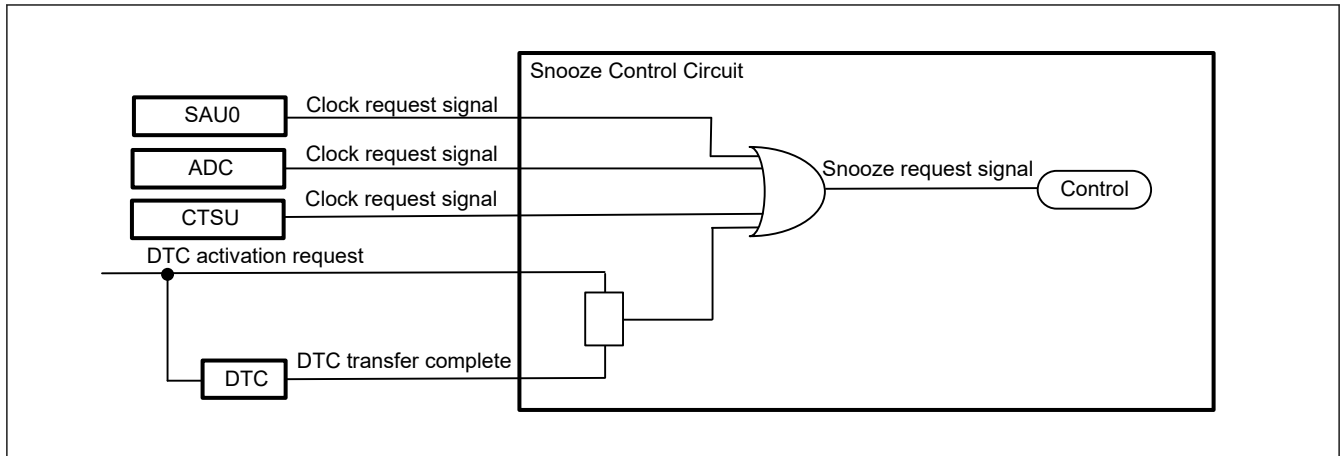 Snooze Control Circuit
SAU0
Clock request signal
ADC
Clock request signal
Snooze request signal
Control
CTSU
Clock request signal
DTC activation request
DTC
DTC transfer complete